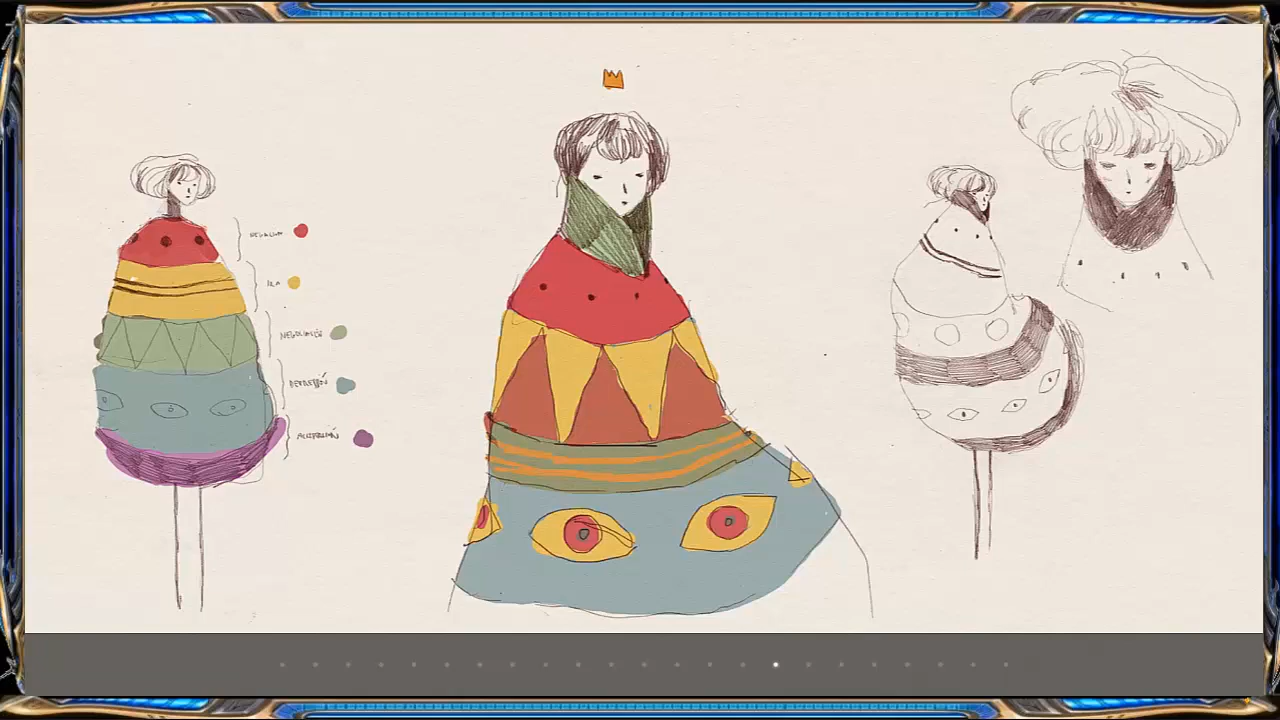 NEGACIÓN
IRA
NEGOCIACIÓN
DEPRESIÓN
ACEPTACIÓN